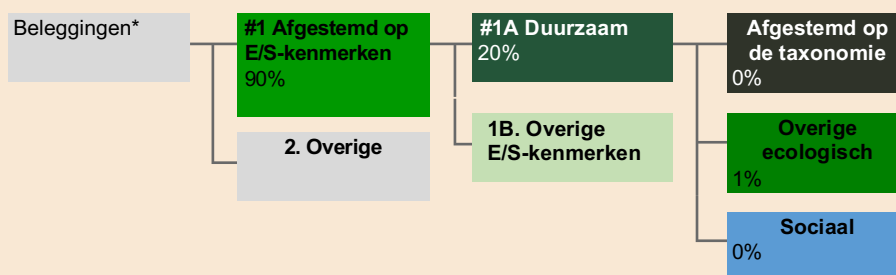 Beleggingen*
#1 Afgestemd op
E/S-kenmerken
90%
2. Overige
#1A Duurzaam
20%
1B. Overige
E/S-kenmerken
Afgestemd op
de taxonomie
0%
Overige
ecologisch
1%
Sociaal
0%